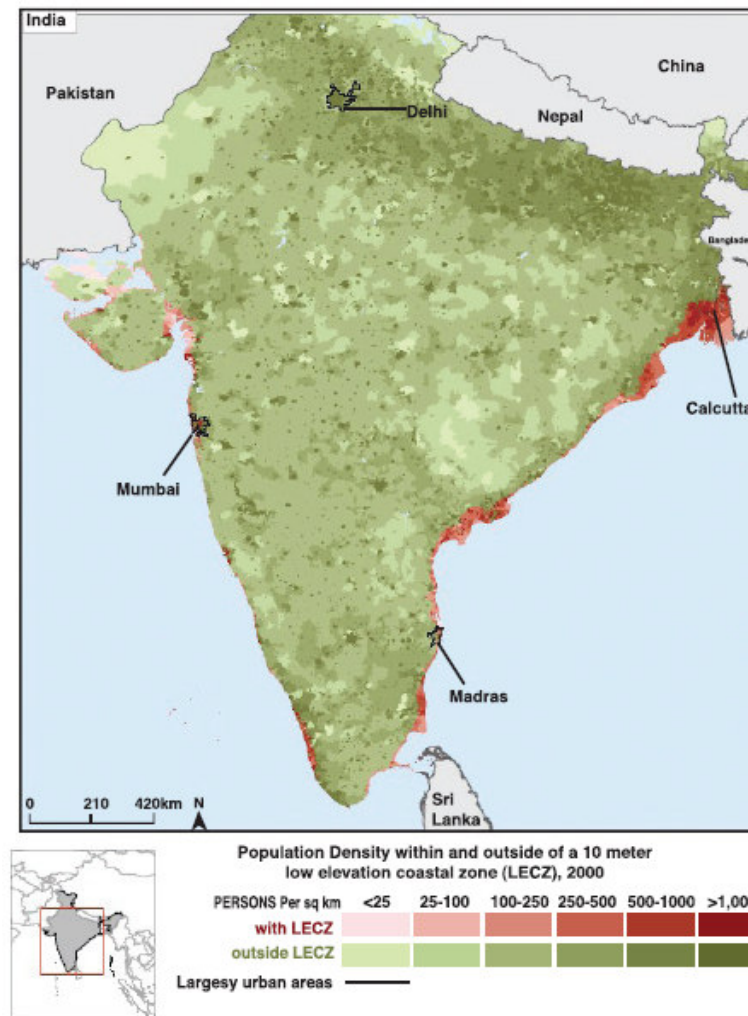 India
China
Pakistan
Delhi
Nepal
Bangladesh
Calcutta
Mumbai
Madras
0 210 420km N
Sri
Lanka
Population Density within and outside of a 10 meter
low elevation coastal zone (LECZ), 2000
PERSONS Per sq km <25 25-100 100-250 250-500 500-1000 >1,00
with LECZ
outside LECZ
Largesy urban areas